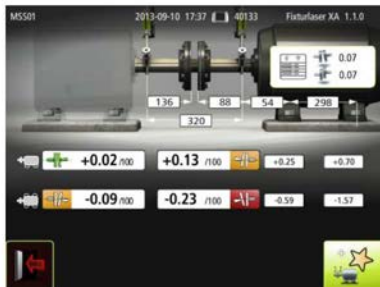 MSS01 2013-09-10 17:37 40133 Fixturlaser XA 1.1.0
0.07
0.07
136 88 54 298
320
+0.02 /100 +0.13 /100 +0.25 +0.70
-0.09 /100 -0.23 /100 -0.59 -1.57